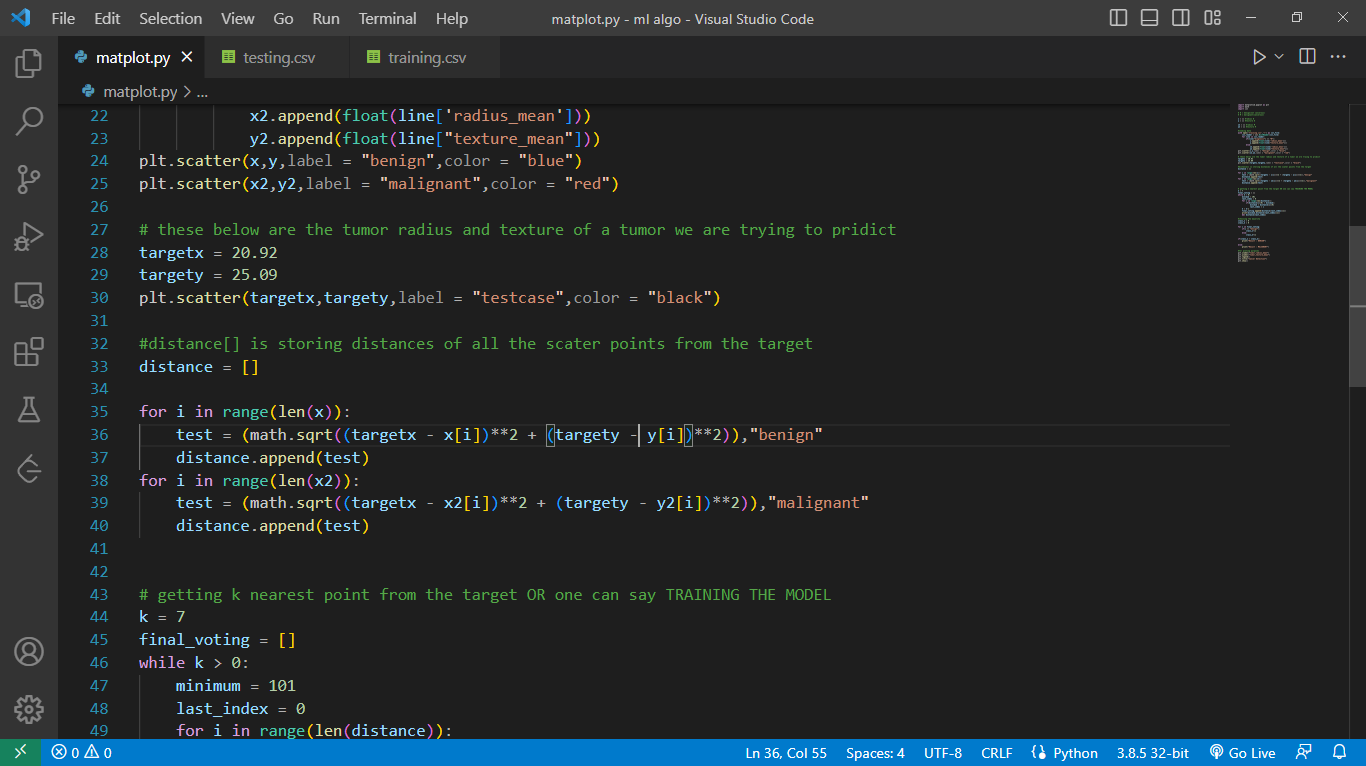 File Edit Selection View Go Run Terminal Help matplot.py - ml algo - Visual Studio Code
matplot.py testing.csv training.csv
matplot.py > ...
22 x2.append(float(line['radius_mean']))
23 y2.append(float(line["texture_mean"]))
24 plt.scatter(x,y,label = "benign",color = "blue")
25 plt.scatter(x2,y2,label = "malignant",color = "red")
26
27 # these below are the tumor radius and texture of a tumor we are trying to pridict
28 targetx = 20.92
29 targety = 25.09
30 plt.scatter(targetx,targety,label = "testcase",color = "black")
31
32 #distance[] is storing distances of all the scater points from the target
33 distance = []
34
35 for i in range(len(x)):
36 test = (math.sqrt((targetx - x[i])**2 + (targety - y[i])**2)),"benign"
37 distance.append(test)
38 for i in range(len(x2)):
39 test = (math.sqrt((targetx - x2[i])**2 + (targety - y2[i])**2)),"malignant"
40 distance.append(test)
41
42
43 # getting k nearest point from the target OR one can say TRAINING THE MODEL
44 k = 7
45 final_voting = []
46 while k > 0:
47 minimum = 101
48 last_index = 0
49 for i in range(len(distance)):
0 0 Ln 36, Col 55 Spaces: 4 UTF-8 CRLF Python 3.8.5 32-bit Go Live